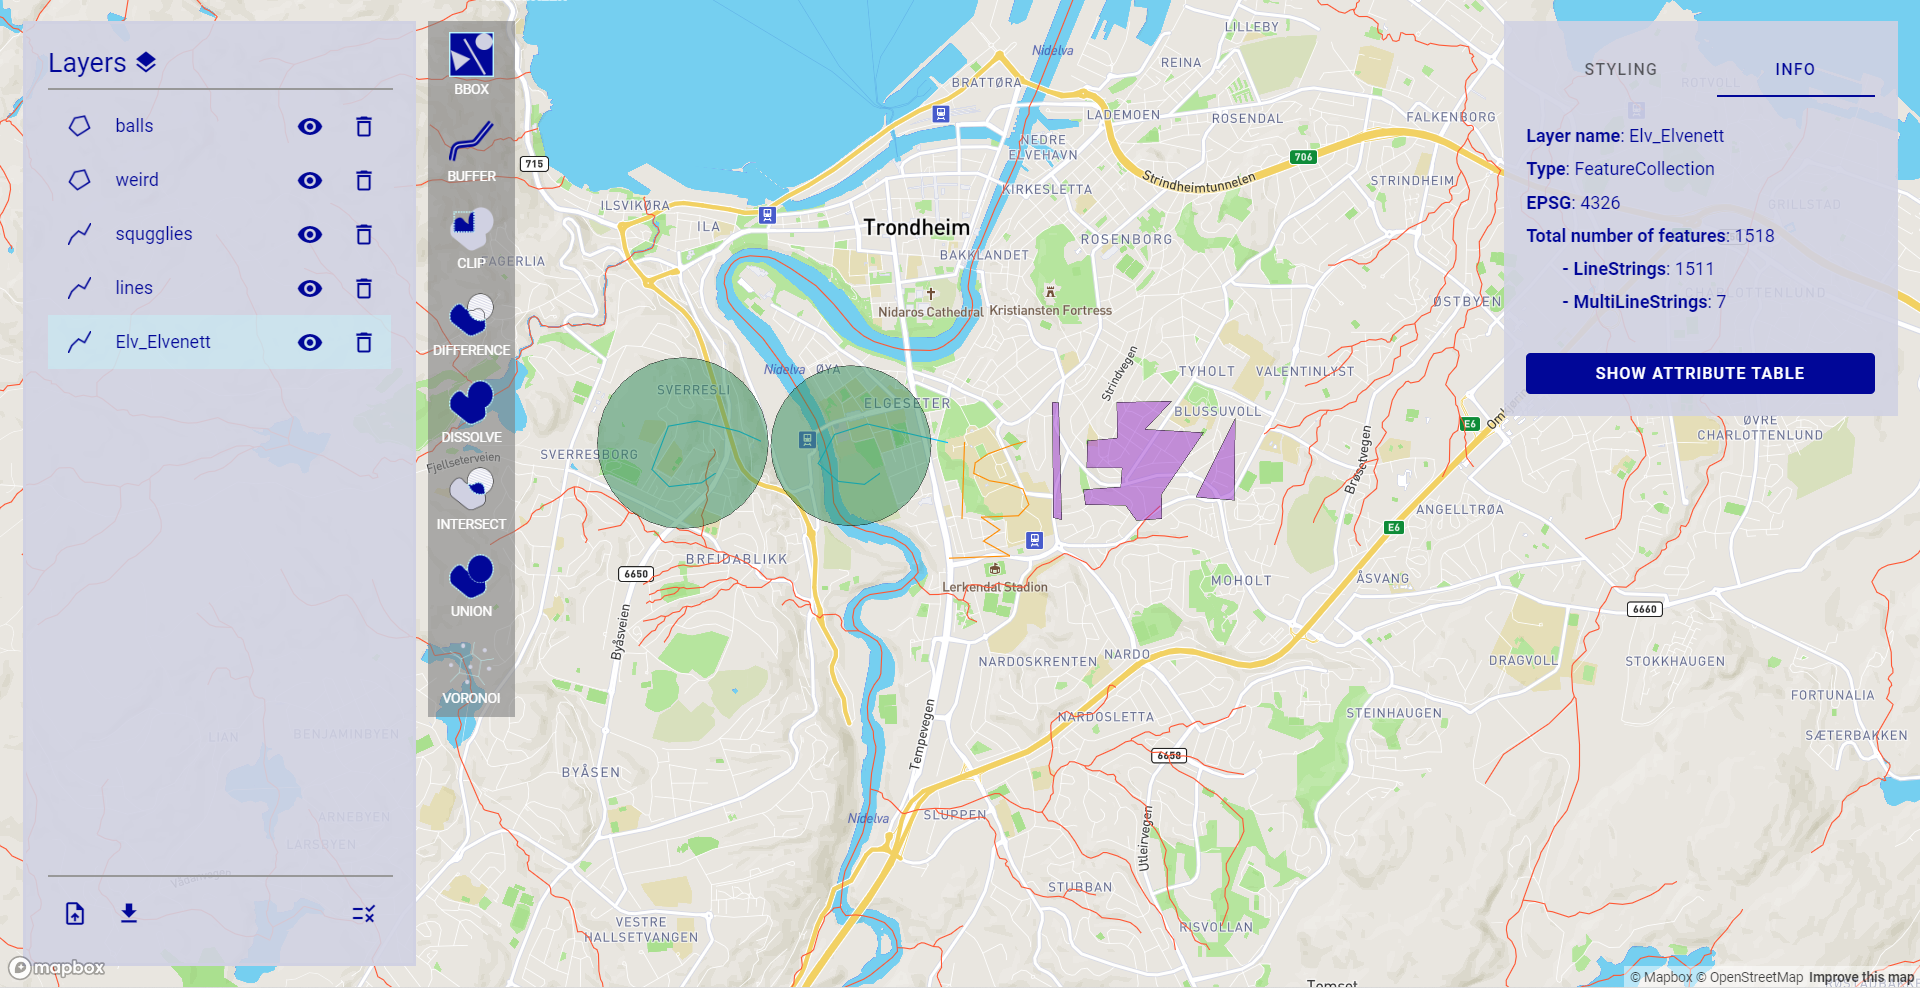 Layers
balls
weird
squgglies
lines
Elv_Elvenett
BBOX
BUFFER
CLIP
DIFFERENCE
DISSOLVE
INTERSECT
UNION
VORONOI
STYLING
INFO
Layer name: Elv_Elvenett
Type: FeatureCollection
EPSG: 4326
Total number of features: 1518
- LineStrings: 1511
- MultiLineStrings: 7
SHOW ATTRIBUTE TABLE
LILLEBY
Nidelva
REINA
BRATTØRA
LADEMOEN
ROSENDAL
FALKENBORG
ROTVOLL
NEDRE
ELVEHAVN
715
706
Strindheimtunnelen
STRINDHEIM
KIRKESLETTA
ILSVIKØRA
ILA
Trondheim
GRILLSTAD
ROSENBORG
BAKKLANDET
FAGERLIA
Nidaros Cathedral
Kristiansten Fortress
ØSTBYEN
CHARLOTTENLUND
Nidelva
ØYA
Strindvegen
TYHOLT
VALENTINLYST
SVERRESLI
ELGESETER
BLUSSUVOLL
E6
ØVRE
CHARLOTTENLUND
SVERRESBORG
Fjellseterveien
Brøsetvegen
ANGELLTRØA
E6
BREIDABLIKK
6650
Lerkendal Stadion
MOHOLT
ÅSVANG
6660
Byåsveien
NARDOSKRENTEN
NARDO
DRAGVOLL
STOKKHAUGEN
FORTUNALIA
NARDOSLETTA
STEINHAUGEN
Tempevegen
LIAN
BENJAMINBYEN
SÆTERBAKKEN
6658
BYÅSEN
ARNEBYEN
Nidelva
SLUPPEN
LARSBYEN
Utleirvegen
STUBBAN
VESTRE
HALLSETVANGEN
RISVOLLAN
mapbox
© Mapbox © OpenStreetMap Improve this map